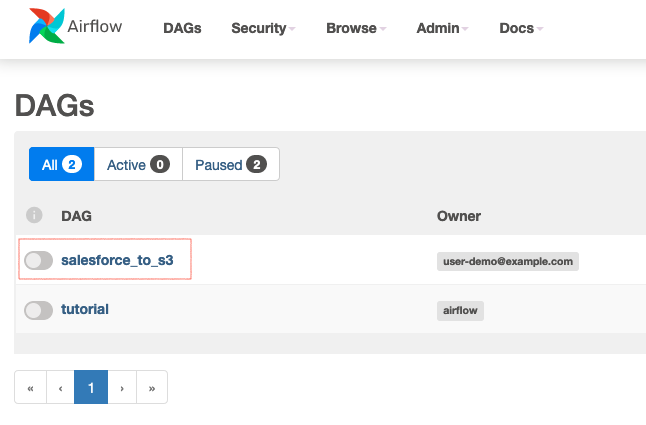 Airflow DAGs Security Browse Admin Docs
DAGs
All 2 Active 0 Paused 2
i DAG Owner
salesforce_to_s3 user-demo@example.com
tutorial airflow
« ‹ 1 › »